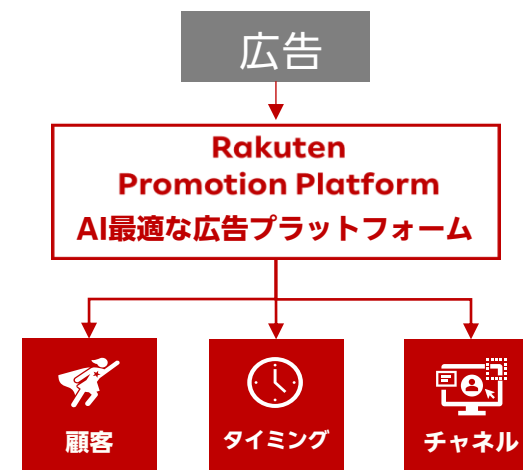 広告
Rakuten
Promotion Platform
AI最適な広告プラットフォーム
顧客
タイミング
チャネル